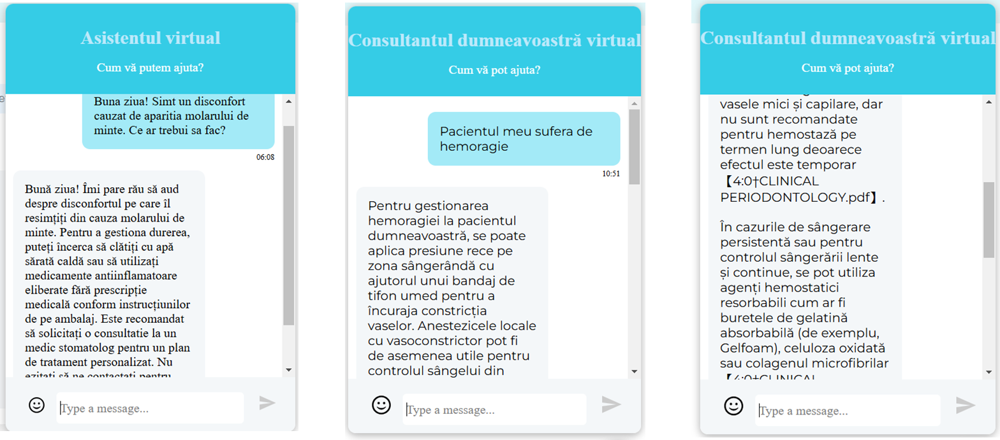 Asistentul virtual
Cum vă putem ajuta?
Buna ziua! Simt un disconfort
cauzat de aparitia molarului de
minte. Ce ar trebui sa fac?
06:08
Bună ziua! Îmi pare rău să aud
despre disconfortul pe care îl
resimțiți din cauza molarului de
minte. Pentru a gestiona durerea,
puteți încerca să clătiți cu apă
sărată caldă sau să utilizați
medicamente antiinflamatoare
eliberate fără prescripție
medicală conform instrucțiunilor
de pe ambalaj. Este recomandat
să solicitați o consultatie la un
medic stomatolog pentru un plan
de tratament personalizat. Nu
ezitați să ne contactați pentru
Type a message...
Consultantul dumneavoastră virtual
Cum vă pot ajuta?
Pacientul meu sufera de
hemoragie
10:51
Pentru gestionarea
hemoragiei la pacientul
dumneavoastră, se poate
aplica presiune rece pe
zona sângerândă cu
ajutorul unui bandaj de
tifon umed pentru a
încuraja constricția
vaselor. Anestezicele locale
cu vasoconstrictor pot fi
de asemenea utile pentru
controlul sângelui din
Type a message...
Consultantul dumneavoastră virtual
Cum vă pot ajuta?
vasele mici și capilare, dar
nu sunt recomandate
pentru hemostază pe
termen lung deoarece
efectul este temporar
【4:0†CLINICAL
PERIODONTOLOGY.pdf】.
În cazurile de sângerare
persistentă sau pentru
controlul sângerării lente
și continue, se pot utiliza
agenți hemostatici
resorbabili cum ar fi
buretele de gelatină
absorbabilă (de exemplu,
Gelfoam), celuloza oxidată
sau colagenul microfibrilar
【4:0†CLINICAL
Type a message...